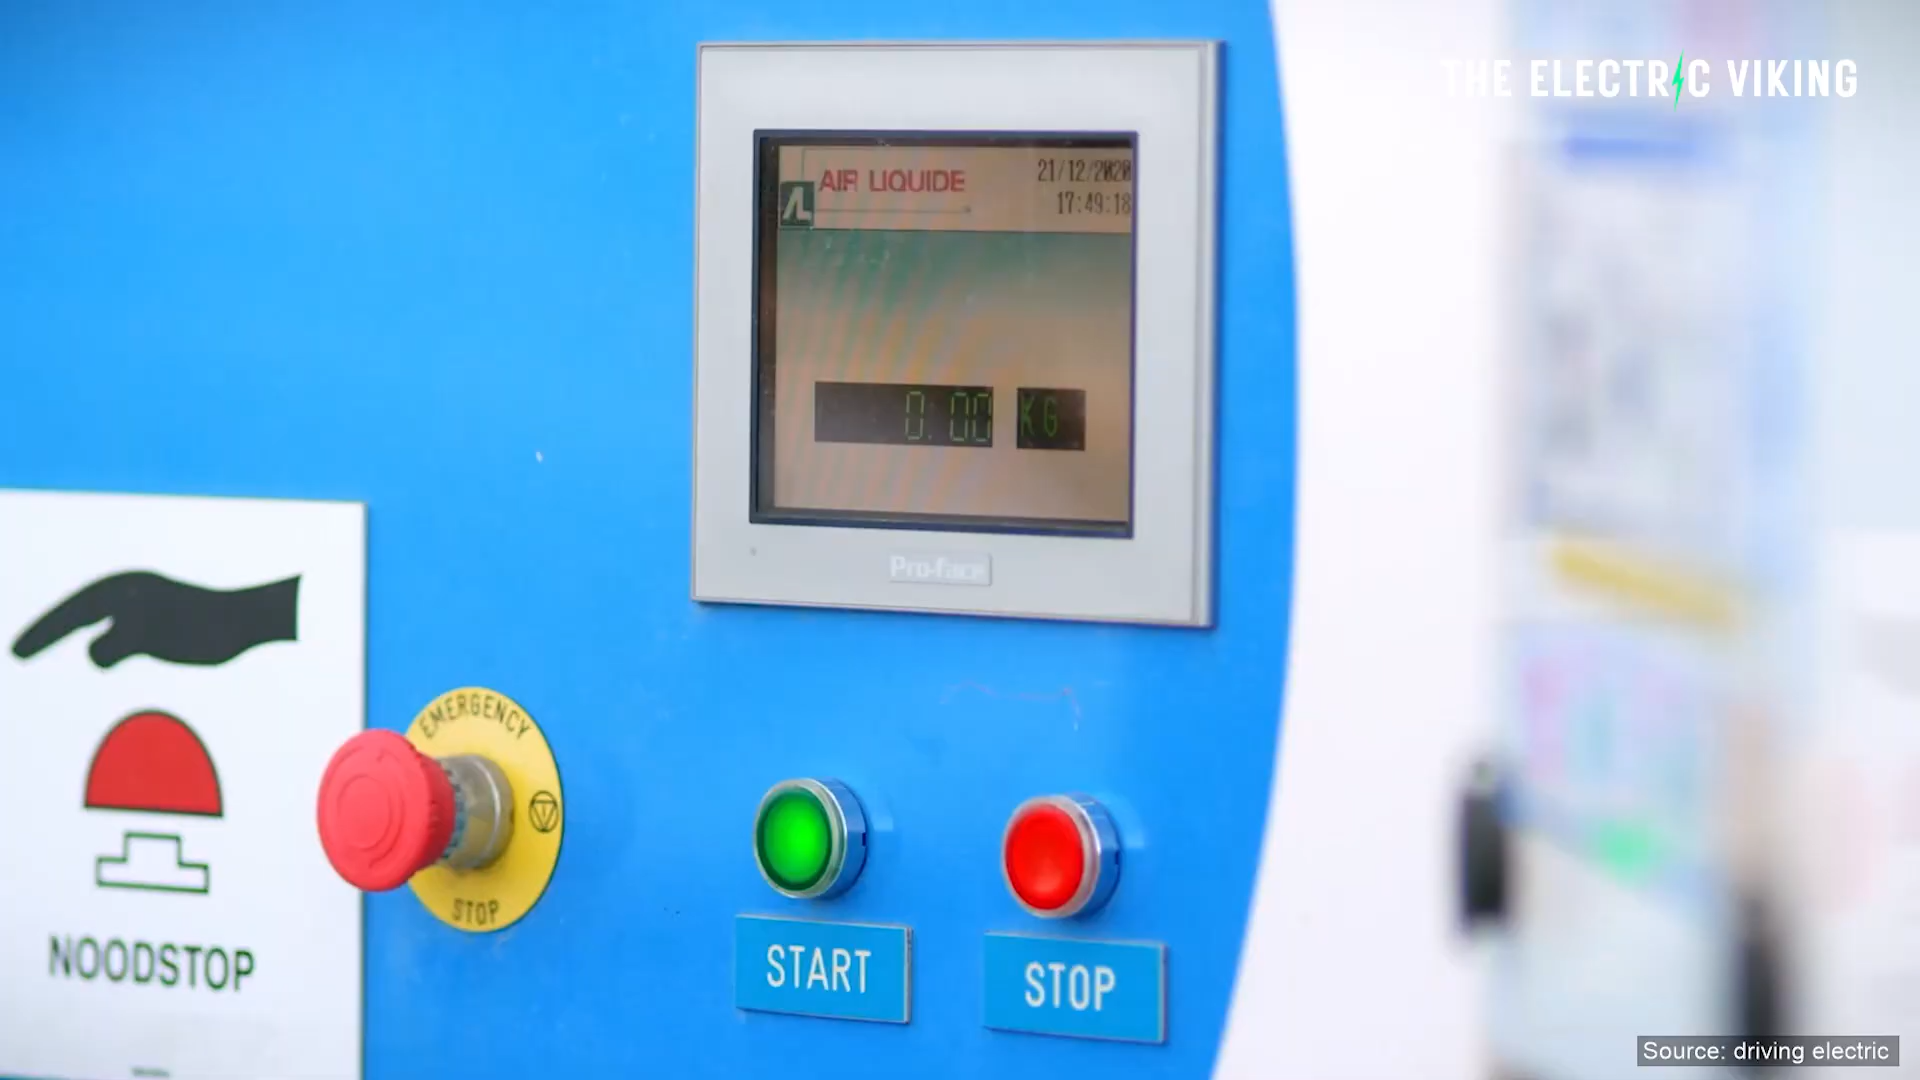 THE ELECTRIC VIKING
AIR LIQUIDE
21/12/2020
17:49:18
0.00 KG
Pro-face
EMERGENCY
STOP
NOODSTOP
START
STOP
Source: driving electric